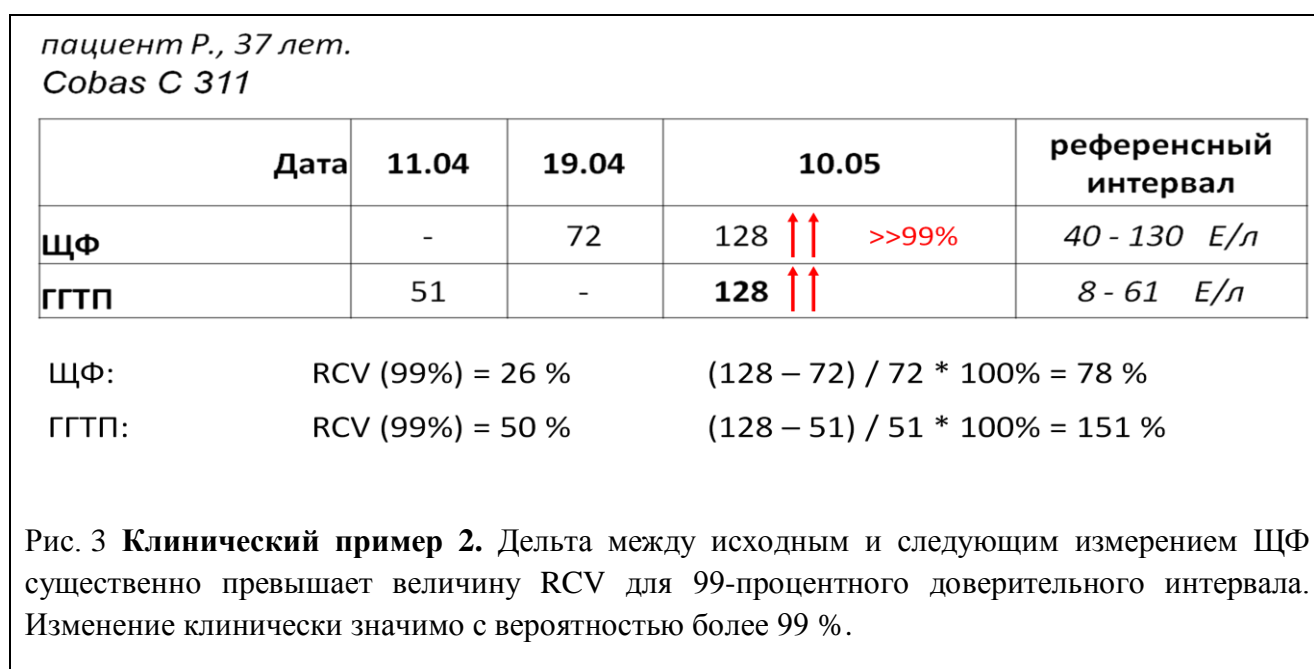 пациент Р., 37 лет.
Cobas C 311
Дата 11.04 19.04 10.05 референсный интервал
ЩФ - 72 128 ↑↑ >>99% 40 - 130 Е/л
ГГТП 51 - 128 ↑↑ 8 - 61 Е/л
ЩФ: RCV (99%) = 26 % (128 – 72) / 72 * 100% = 78 %
ГГТП: RCV (99%) = 50 % (128 – 51) / 51 * 100% = 151 %
Рис. 3 Клинический пример 2. Дельта между исходным и следующим измерением ЩФ
существенно превышает величину RCV для 99-процентного доверительного интервала.
Изменение клинически значимо с вероятностью более 99 %.